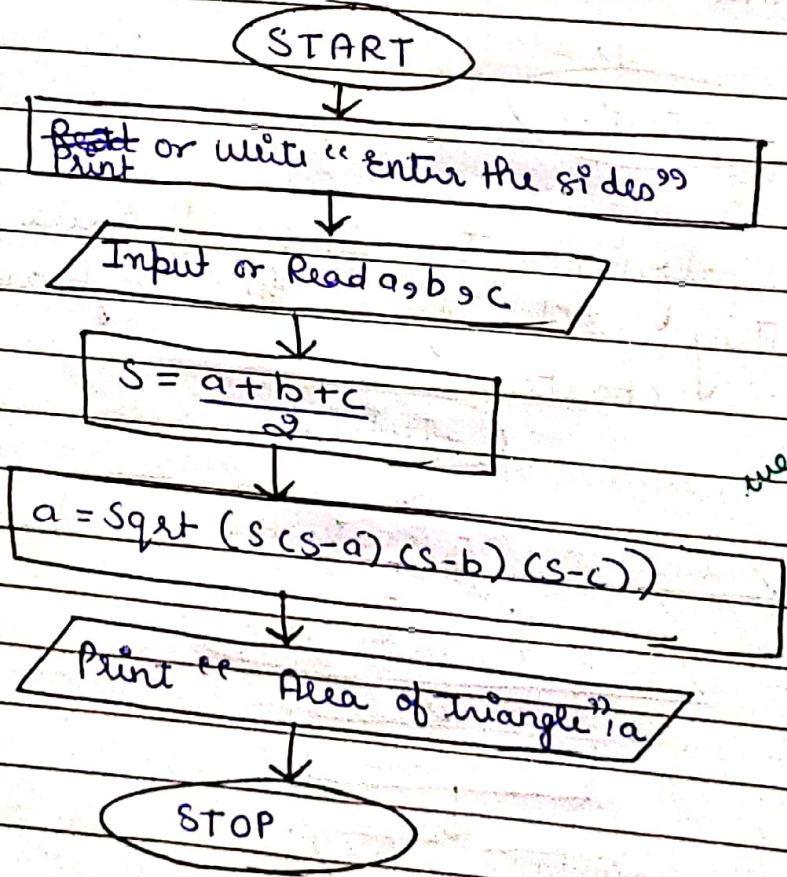 START
Print or write “Enter the sides”
Input or Read a, b, c
S = a+b+c
2
a = Sqrt (S(S-a) (S-b) (S-c))
Print “ Area of triangle”, a
STOP